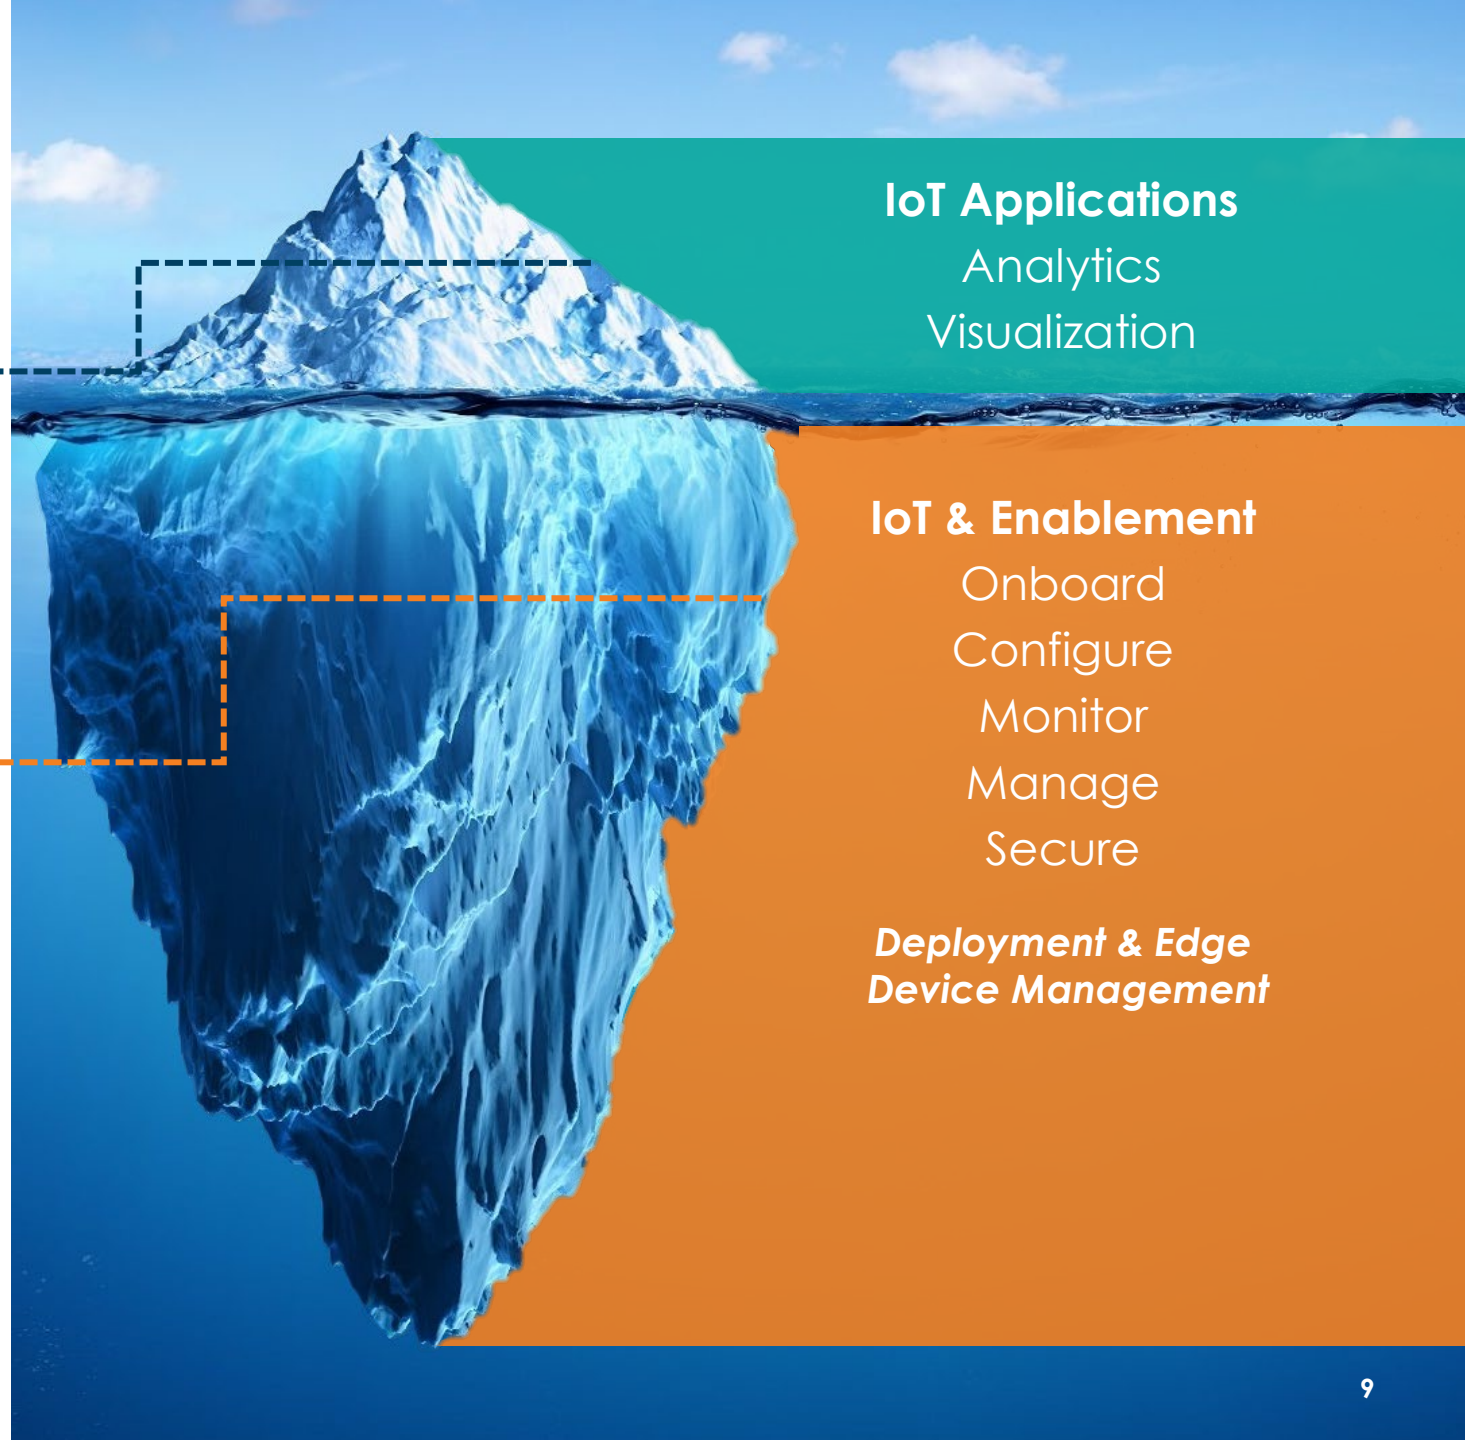 IoT Applications
Analytics
Visualization
IoT & Enablement
Onboard
Configure
Monitor
Manage
Secure
Deployment & Edge
Device Management
9